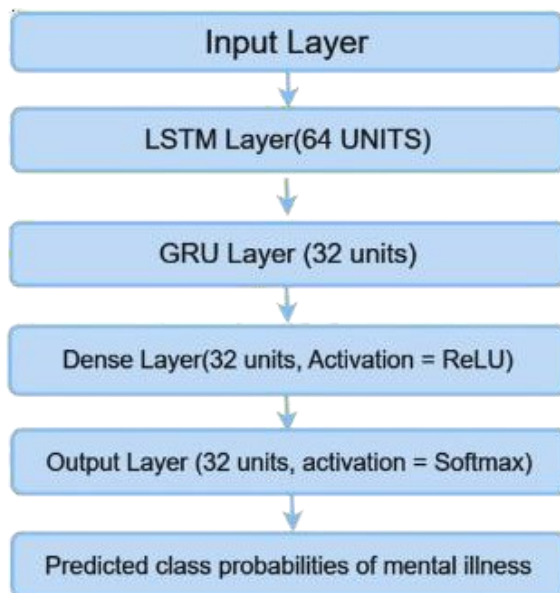 Input Layer
LSTM Layer(64 UNITS)
GRU Layer (32 units)
Dense Layer(32 units, Activation = ReLU)
Output Layer (32 units, activation = Softmax)
Predicted class probabilities of mental illness